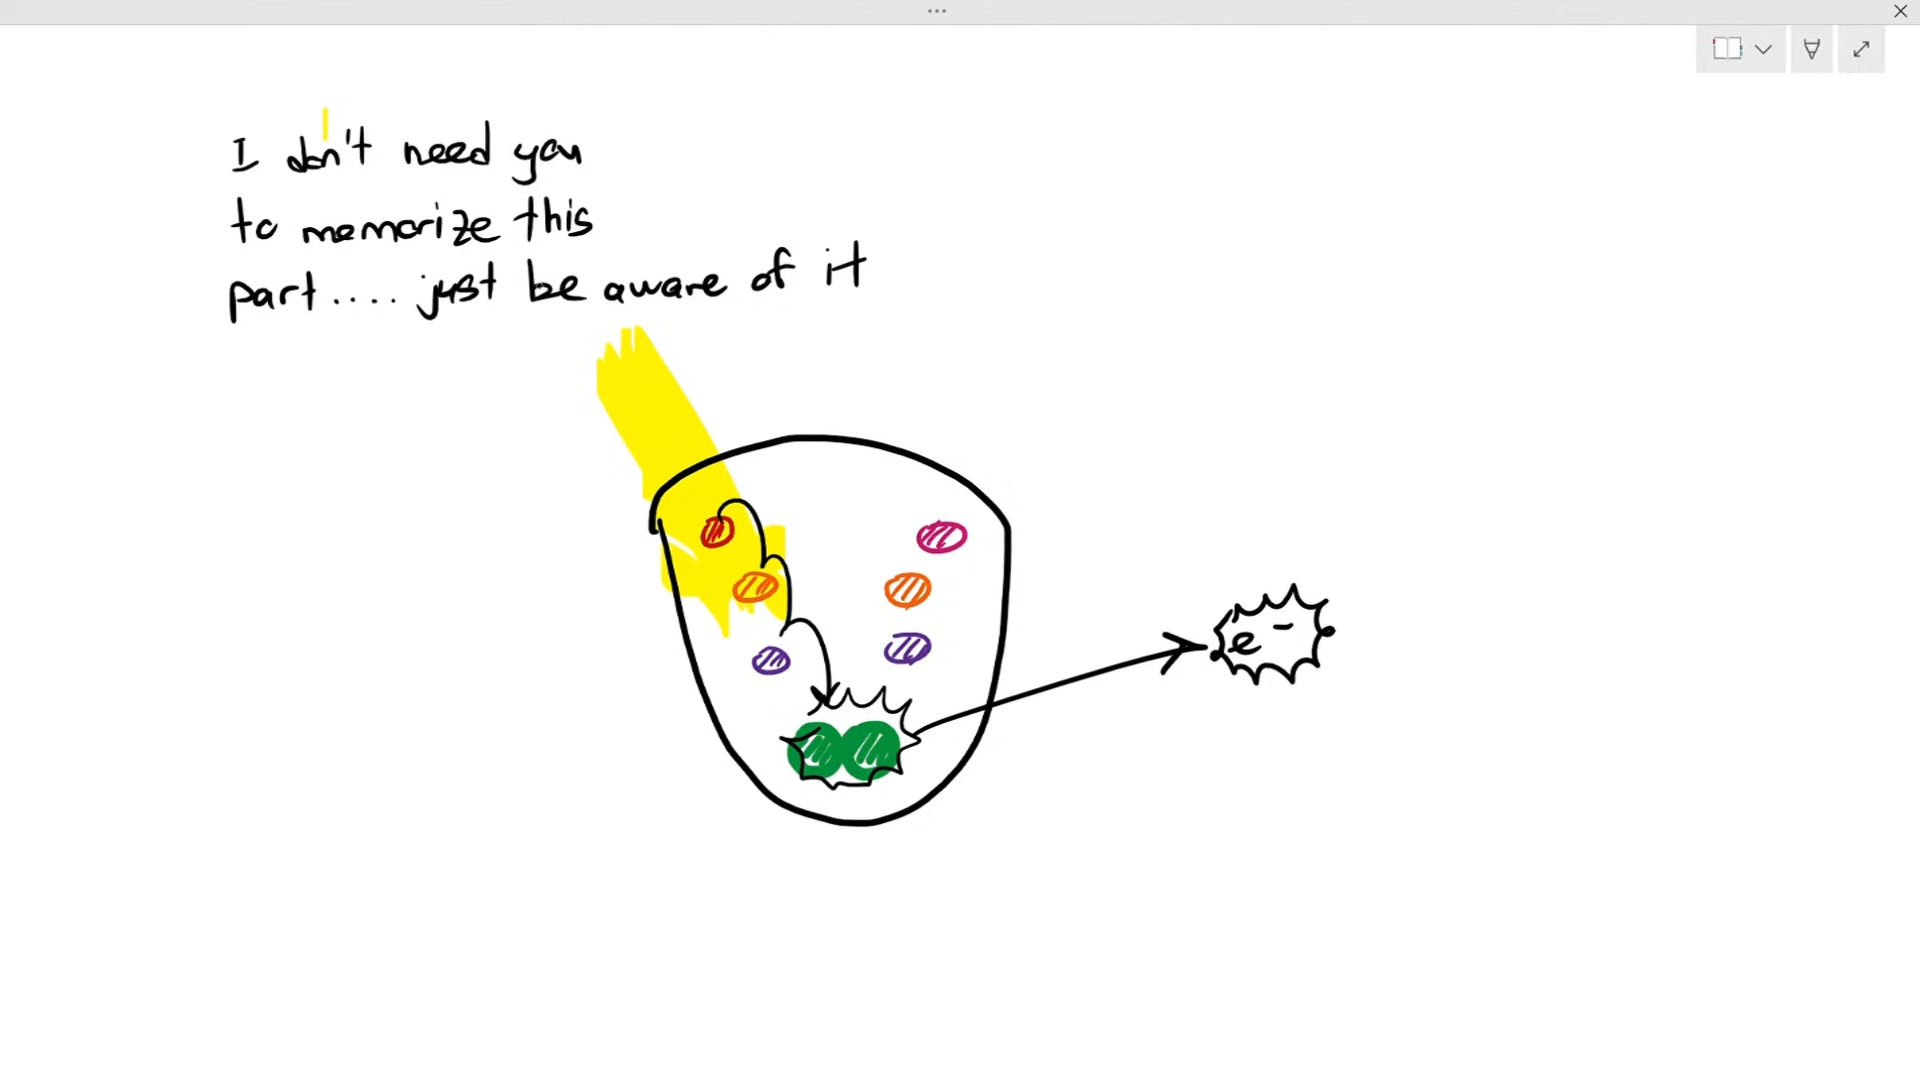 I don't need you
to memorize this
part.... just be aware of it
e-